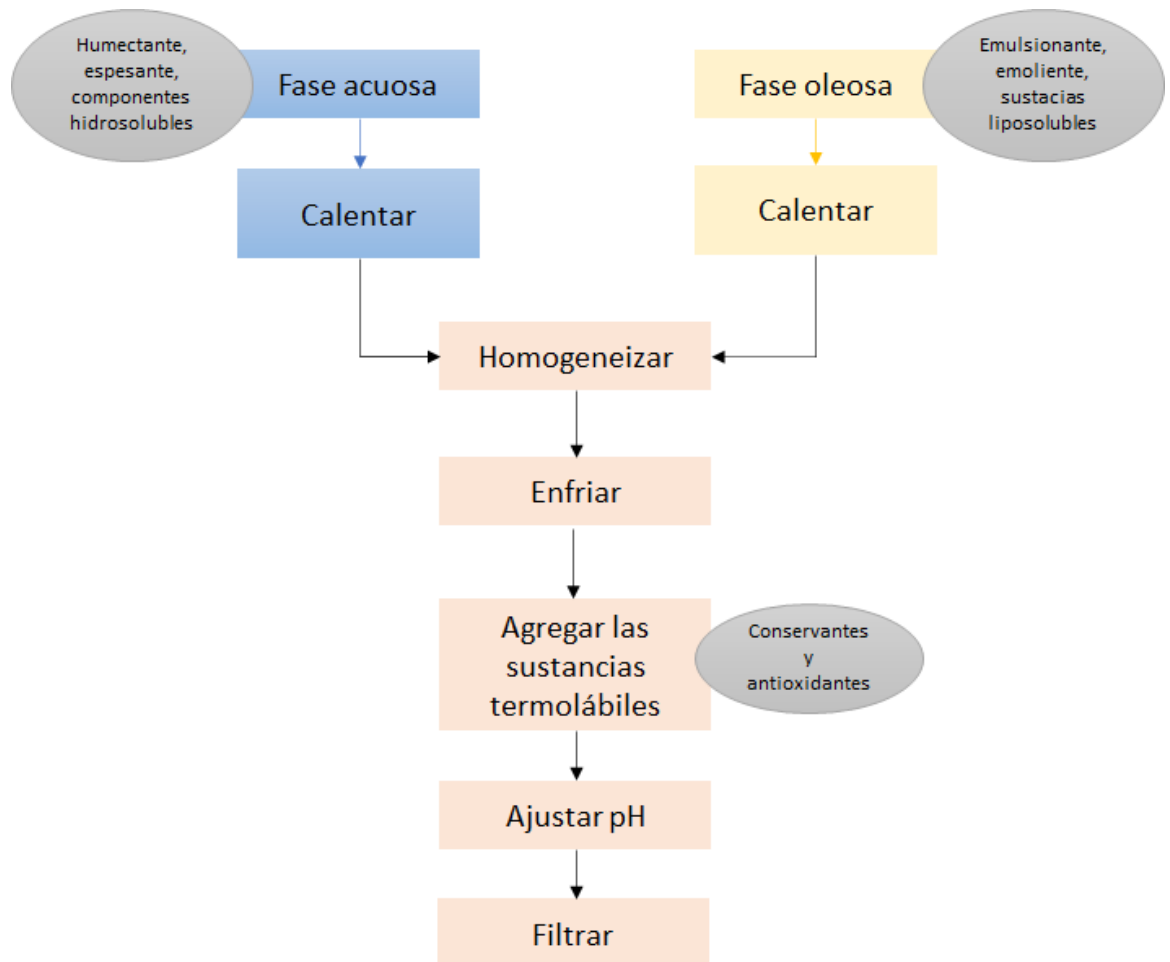 Humectante,
espesante,
componentes
hidrosolubles
Fase acuosa
Fase oleosa
Emulsionante,
emoliente,
sustacias
liposolubles
Calentar
Calentar
Homogeneizar
Enfriar
Agregar las
sustancias
termolábiles
Conservantes
y
antioxidantes
Ajustar pH
Filtrar